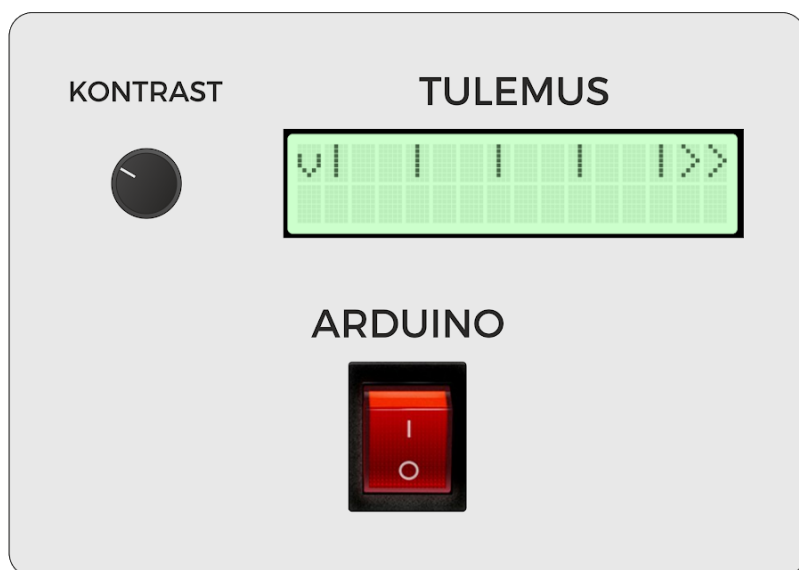 KONTRAST
TULEMUS
v|  |  |  |  |>>
ARDUINO
I
O